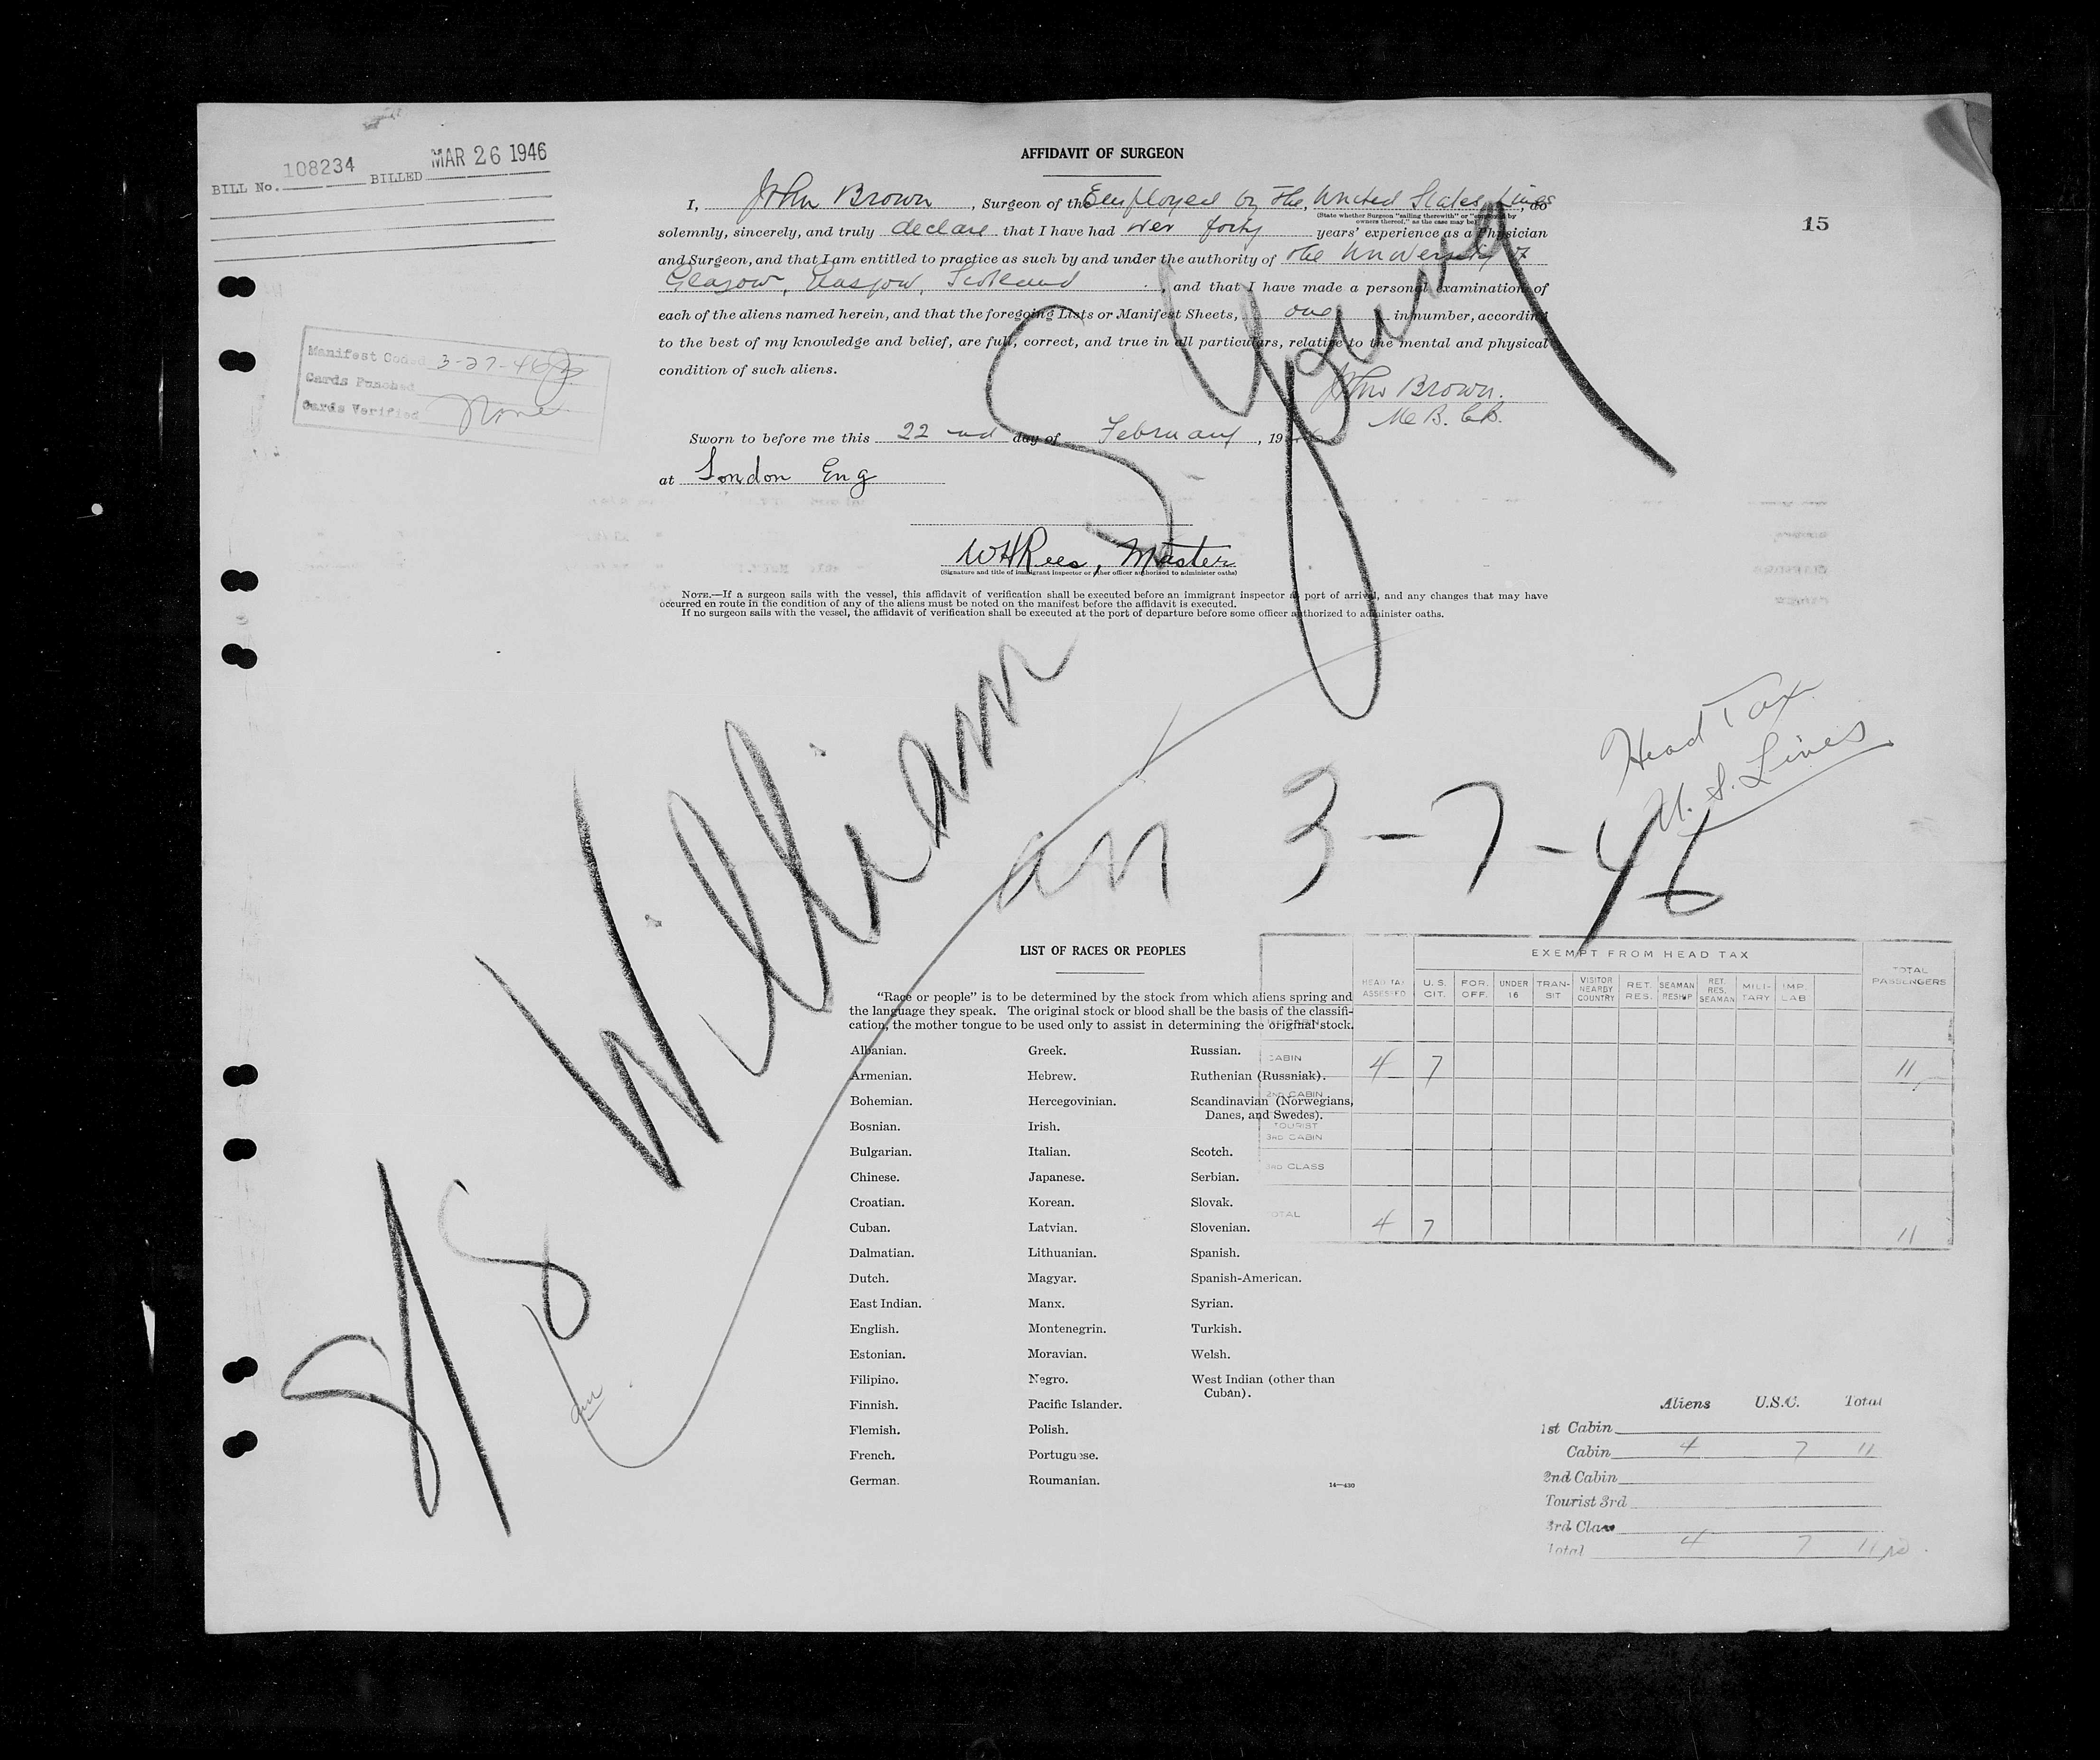 BILL No. 108234 BILLED MAR 26 1946
AFFIDAVIT OF SURGEON
15
I, John Brown, Surgeon of the Employed by the, United States Lines, do
(State whether Surgeon "sailing therewith" or "employed by owners thereof," as the case may be)
solemnly, sincerely, and truly declare that I have had over forty years' experience as a Physician
and Surgeon, and that I am entitled to practice as such by and under the authority of the University of
Glasgow, Glasgow, Scotland, and that I have made a personal examination of
each of the aliens named herein, and that the foregoing Lists or Manifest Sheets, one in number, according
to the best of my knowledge and belief, are full, correct, and true in all particulars, relative to the mental and physical
condition of such aliens.
John Brown.
M.B. Ch.B.
Manifest Coded 3-27-46
Cards Punched
Cards Verified None
Sworn to before me this 22nd day of February, 19
at London Eng
WHRees, Master
(Signature and title of immigrant inspector or other officer authorized to administer oaths)
NOTE.—If a surgeon sails with the vessel, this affidavit of verification shall be executed before an immigrant inspector at port of arrival, and any changes that may have
occurred en route in the condition of any of the aliens must be noted on the manifest before the affidavit is executed.
If no surgeon sails with the vessel, the affidavit of verification shall be executed at the port of departure before some officer authorized to administer oaths.
S/S William S Young
arr 3-7-46
Head Tax
U.S. Lines
LIST OF RACES OR PEOPLES
"Race or people" is to be determined by the stock from which aliens spring and
the language they speak. The original stock or blood shall be the basis of the classifi-
cation, the mother tongue to be used only to assist in determining the original stock.
Albanian. Greek. Russian.
Armenian. Hebrew. Ruthenian (Russniak).
Bohemian. Hercegovinian. Scandinavian (Norwegians,
Danes, and Swedes).
Bosnian. Irish.
Bulgarian. Italian. Scotch.
Chinese. Japanese. Serbian.
Croatian. Korean. Slovak.
Cuban. Latvian. Slovenian.
Dalmatian. Lithuanian. Spanish.
Dutch. Magyar. Spanish-American.
East Indian. Manx. Syrian.
English. Montenegrin. Turkish.
Estonian. Moravian. Welsh.
Filipino. Negro. West Indian (other than
Cuban).
Finnish. Pacific Islander.
Flemish. Polish.
French. Portuguese.
German. Roumanian.
14—430
EXEMPT FROM HEAD TAX
HEAD TAX ASSESSED U.S. CIT. FOR. OFF. UNDER 16 TRAN-SIT VISITOR NEARBY COUNTRY RET. RES. SEAMAN RESHIP RET. RES. SEAMAN MILI-TARY IMP. LAB TOTAL PASSENGERS
CABIN 4 7 11
2ND CABIN
TOURIST
3RD CABIN
3RD CLASS
TOTAL 4 7 11
Aliens U.S.C. Total
1st Cabin
Cabin 4 7 11
2nd Cabin
Tourist 3rd
3rd Class
Total 4 7 11